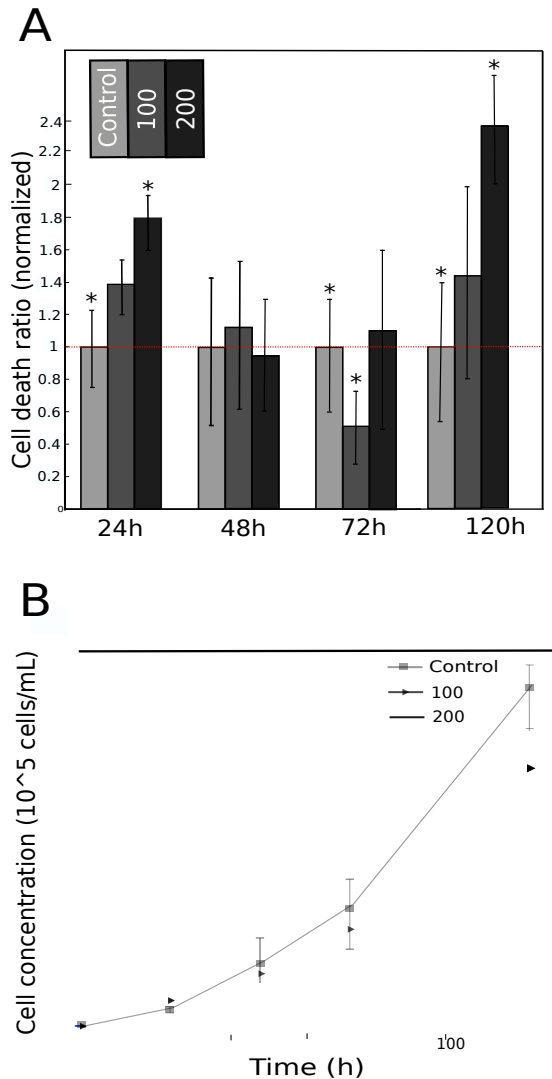 A
Cell death ratio (normalized)
Control
100
200
2.4
2.2
2
1.8
1.6
1.4
1.2
1
0.8
0.6
0.4
0.2
0
*
*
*
*
*
*
24h
48h
72h
120h
B
Cell concentration (10^5 cells/mL)
Control
100
200
100
Time (h)